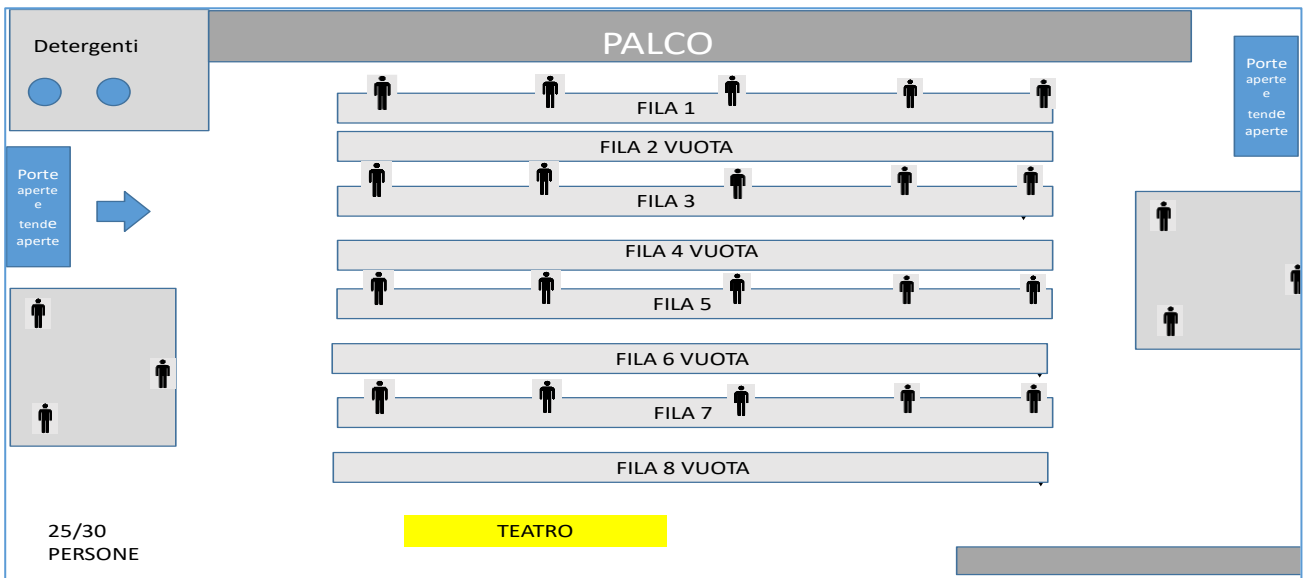 Detergenti
PALCO
Porte
aperte
e
tende
aperte
FILA 1
FILA 2 VUOTA
Porte
aperte
e
tende
aperte
FILA 3
FILA 4 VUOTA
FILA 5
FILA 6 VUOTA
FILA 7
FILA 8 VUOTA
25/30
PERSONE
TEATRO